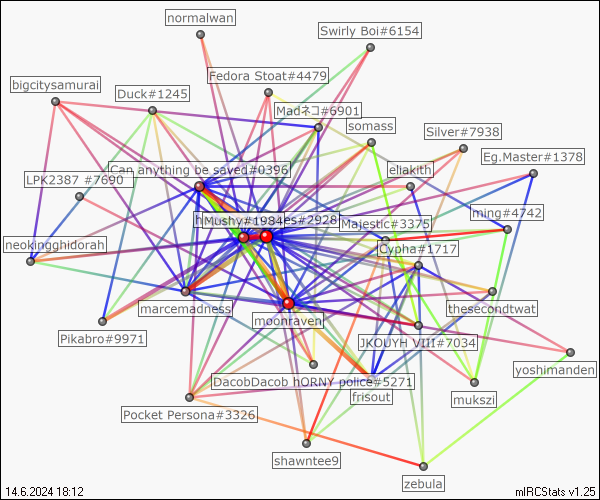 normalwan
Swirly Boi#6154
Fedora Stoat#4479
bigcitysamurai
Duck#1245
Madネコ#6901
somass
Silver#7938
Eg.Master#1378
Can anything be saved#0396
eliakith
LPK2387 #7690
ming#4742
Mushy#1984
es#2928
Majestic#3375
neokingghidorah
Cypha#1717
marcemadness
thesecondtwat
moonraven
Pikabro#9971
JKOUYH VIII#7034
yoshimanden
DacobDacob hORNY police#5271
frisout
mukszi
Pocket Persona#3326
shawntee9
zebula
14.6.2024 18:12
mIRCStats v1.25